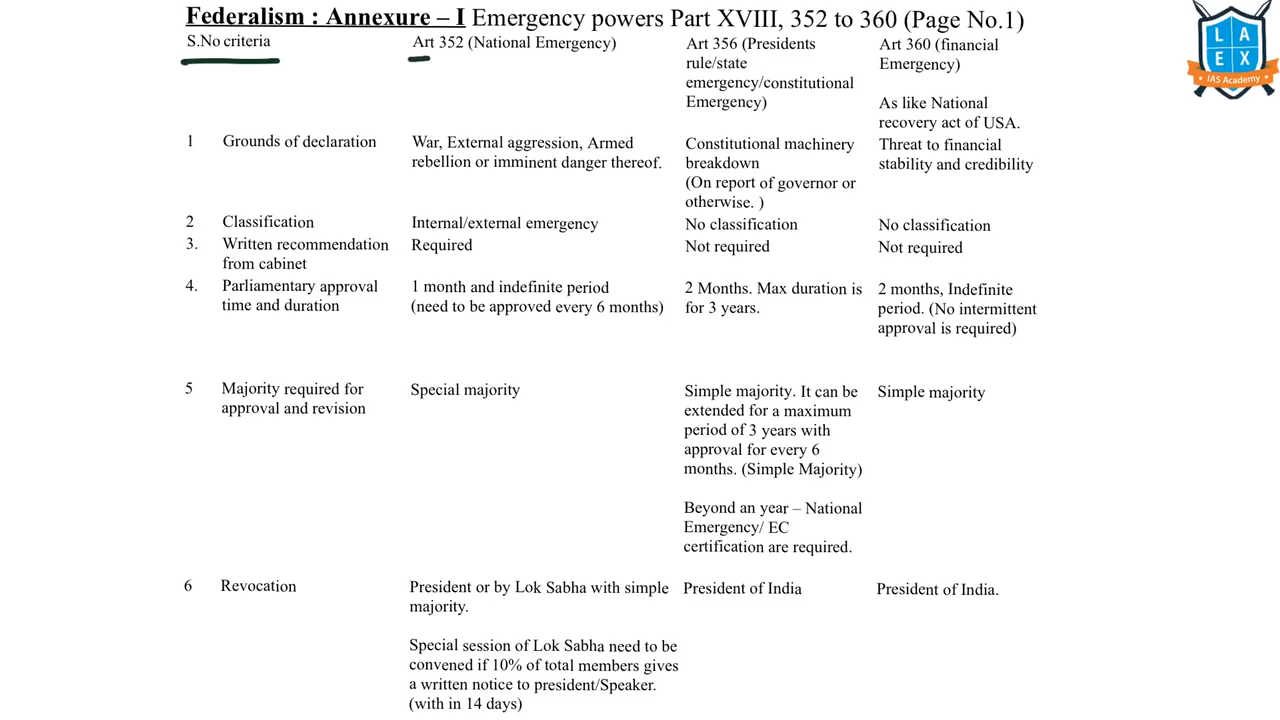 Federalism : Annexure – I Emergency powers Part XVIII, 352 to 360 (Page No.1)
S.No criteria
Art 352 (National Emergency)
Art 356 (Presidents
rule/state
emergency/constitutional
Emergency)
Art 360 (financial
Emergency)
As like National
recovery act of USA.
1
Grounds of declaration
War, External aggression, Armed
rebellion or imminent danger thereof.
Constitutional machinery
breakdown
(On report of governor or
otherwise. )
Threat to financial
stability and credibility
2
Classification
Internal/external emergency
No classification
No classification
3.
Written recommendation
from cabinet
Required
Not required
Not required
4.
Parliamentary approval
time and duration
1 month and indefinite period
(need to be approved every 6 months)
2 Months. Max duration is
for 3 years.
2 months, Indefinite
period. (No intermittent
approval is required)
5
Majority required for
approval and revision
Special majority
Simple majority. It can be
extended for a maximum
period of 3 years with
approval for every 6
months. (Simple Majority)
Beyond an year – National
Emergency/ EC
certification are required.
Simple majority
6
Revocation
President or by Lok Sabha with simple
majority.
Special session of Lok Sabha need to be
convened if 10% of total members gives
a written notice to president/Speaker.
(with in 14 days)
President of India
President of India.
L A
E X
IAS Academy